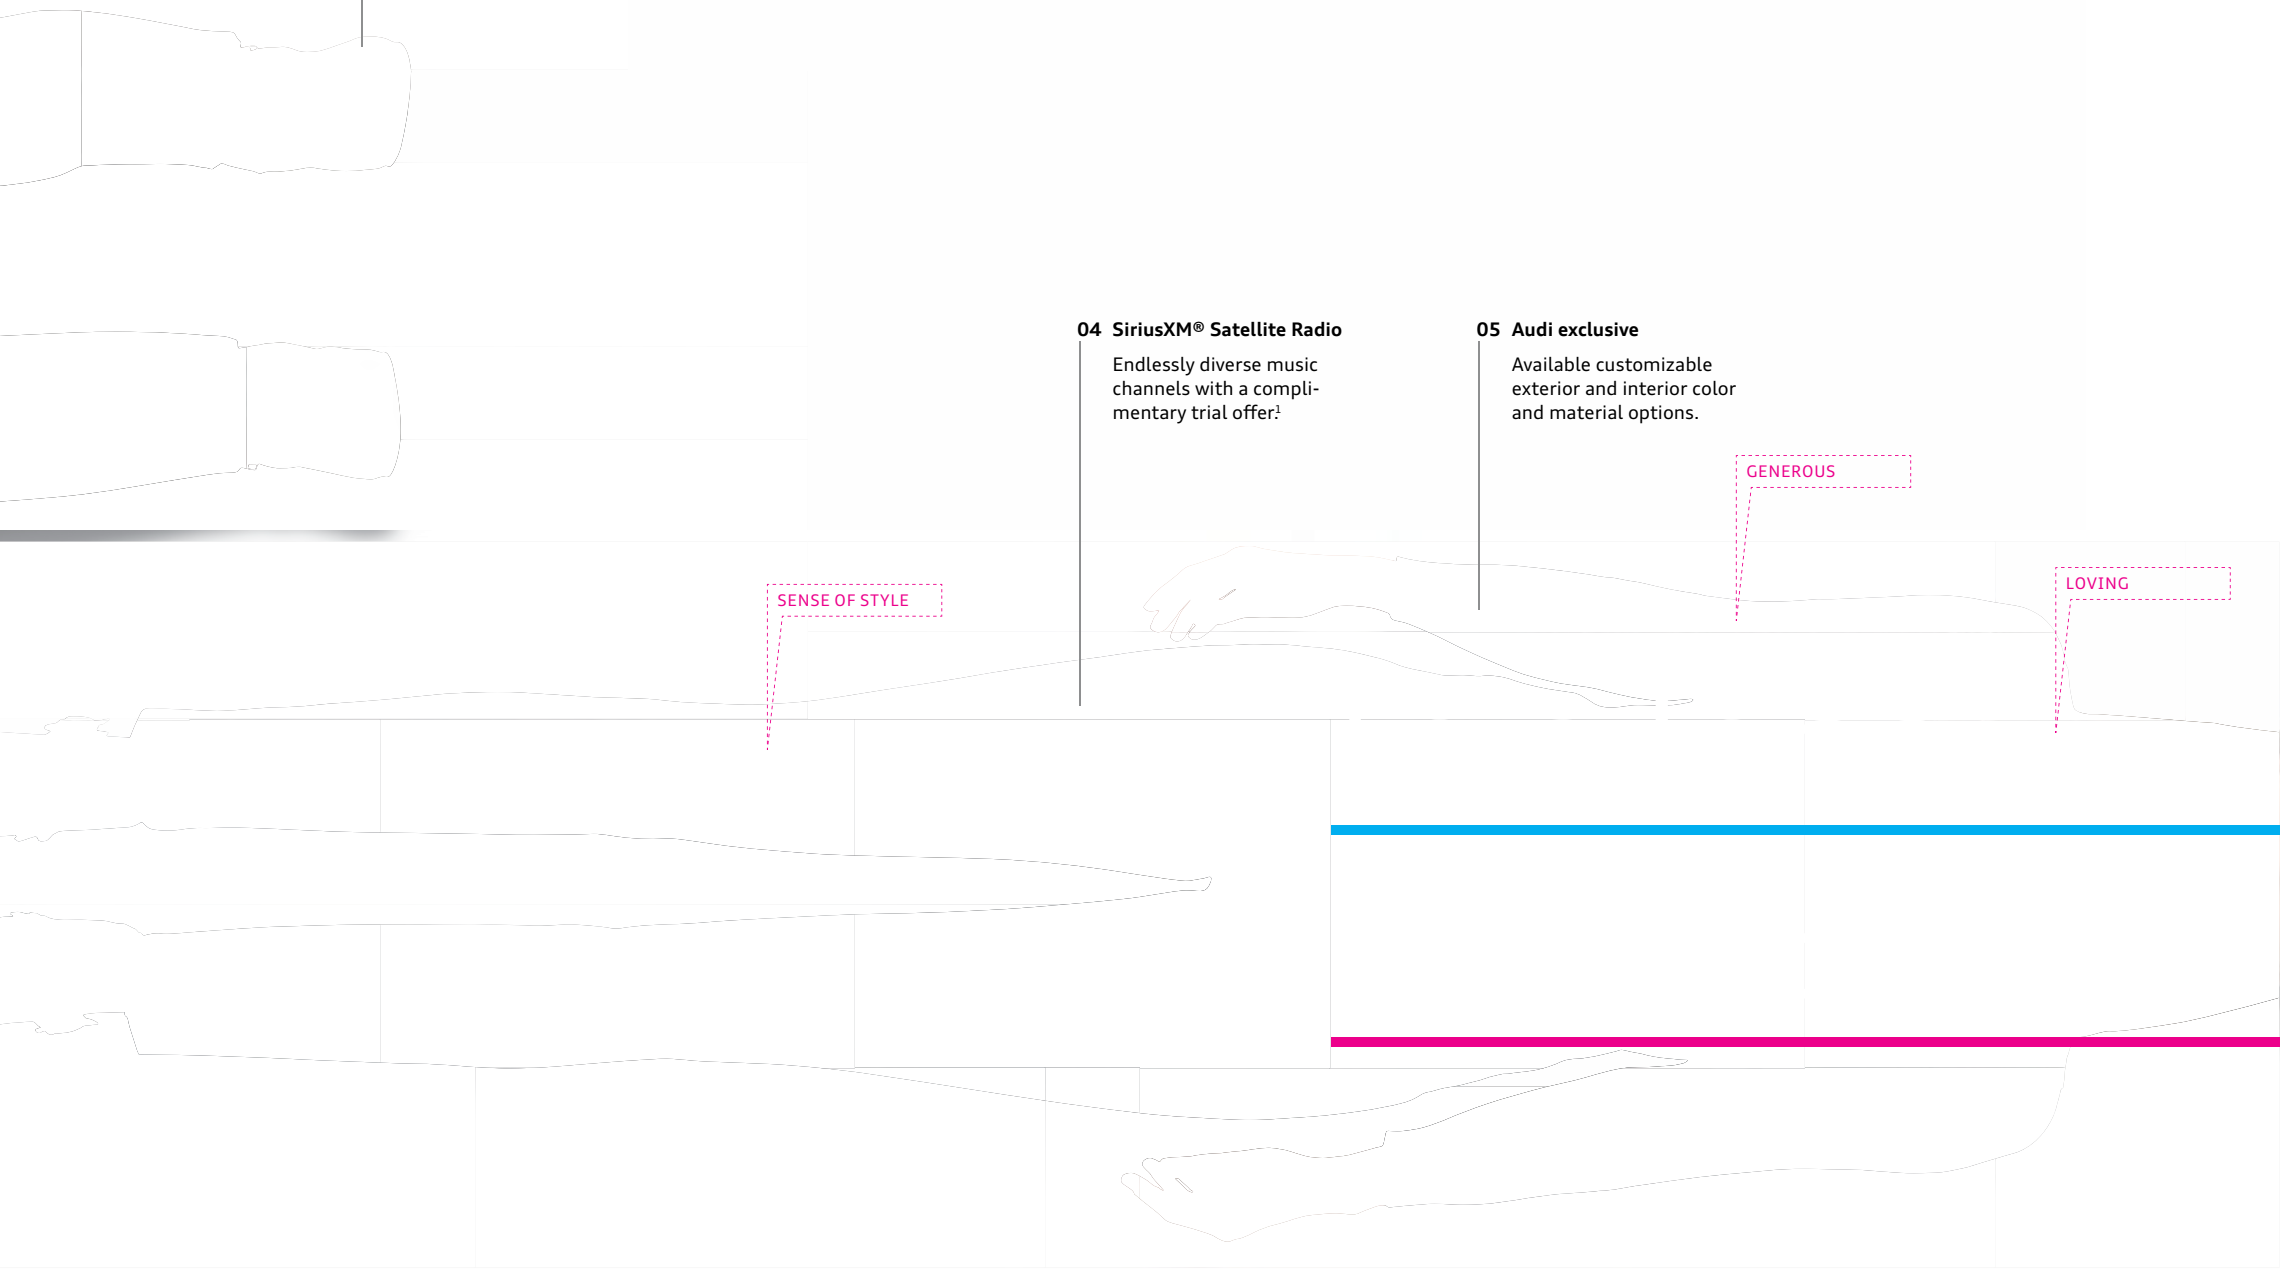 04 SiriusXM® Satellite Radio
Endlessly diverse music
channels with a compli-
mentary trial offer.¹
05 Audi exclusive
Available customizable
exterior and interior color
and material options.
GENEROUS
LOVING
SENSE OF STYLE